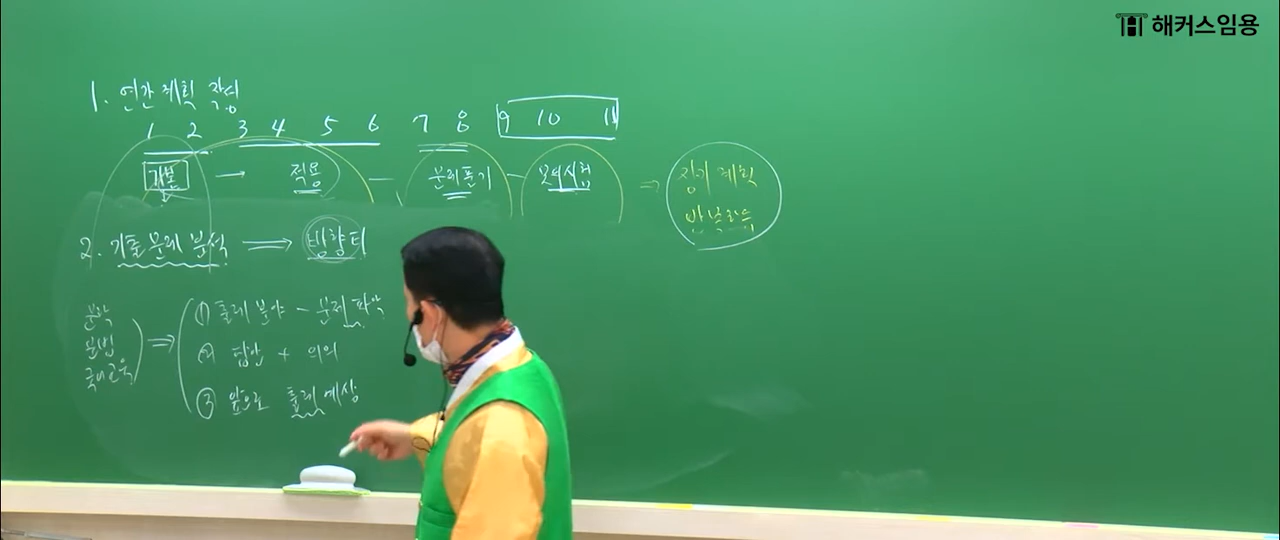 해커스임용
1. 연간계획 작성
1 2 3 4 5 6 7 8 9 10 11
기본 → 적용 — 문제풀기 — 모의시험 ⇒ 장기계획
반복학습
2. 기출문제 분석 ⇒ 방향타
문학
문법
국어교육
⇒
(1) 출제 분야 - 문제 파악
(2) 답안 + 의의
(3) 앞으로 출제 예상